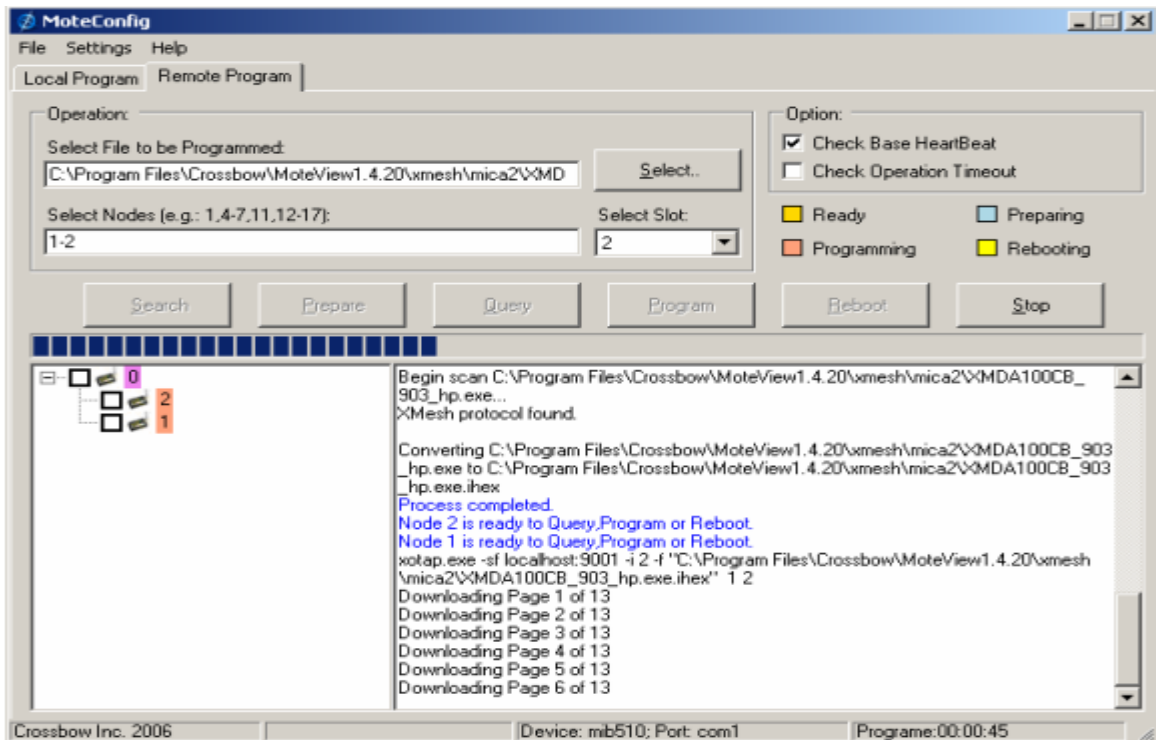 MoteConfig
File Settings Help
Local Program Remote Program
Operation:
Select File to be Programmed:
C:\Program Files\Crossbow\MoteView1.4.20\xmesh\mica2\XMD
Select..
Select Nodes (e.g.: 1,4-7,11,12-17):
1-2
Select Slot:
2
Option:
Check Base HeartBeat
Check Operation Timeout
Ready Preparing
Programming Rebooting
Search Prepare Query Program Reboot Stop
0
2
1
Begin scan C:\Program Files\Crossbow\MoteView1.4.20\xmesh\mica2\XMDA100CB_
903_hp.exe...
XMesh protocol found.
Converting C:\Program Files\Crossbow\MoteView1.4.20\xmesh\mica2\XMDA100CB_903
_hp.exe to C:\Program Files\Crossbow\MoteView1.4.20\xmesh\mica2\XMDA100CB_903
_hp.exe.ihex
Process completed.
Node 2 is ready to Query,Program or Reboot.
Node 1 is ready to Query,Program or Reboot.
xotap.exe -sf localhost:9001 -i 2 -f "C:\Program Files\Crossbow\MoteView1.4.20\xmesh
\mica2\XMDA100CB_903_hp.exe.ihex" 1 2
Downloading Page 1 of 13
Downloading Page 2 of 13
Downloading Page 3 of 13
Downloading Page 4 of 13
Downloading Page 5 of 13
Downloading Page 6 of 13
Crossbow Inc. 2006 Device: mib510; Port: com1 Programe:00:00:45